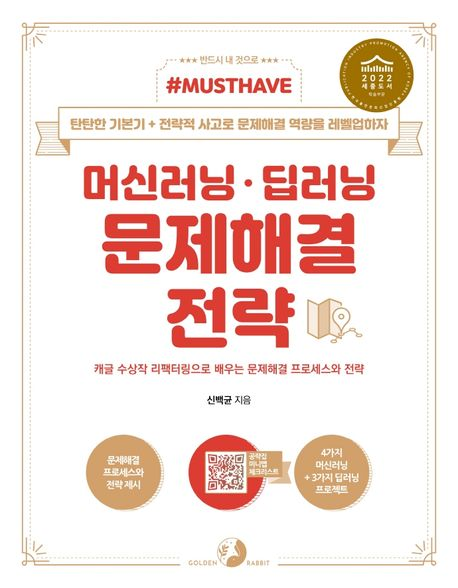 ★★★ 반드시 내 것으로 ★★★
#MUSTHAVE
탄탄한 기본기 + 전략적 사고로 문제해결 역량을 레벨업하자
2022
세종도서
학술부문
머신러닝 · 딥러닝
문제해결
전략
캐글 수상작 리팩터링으로 배우는 문제해결 프로세스와 전략
신백균 지음
문제해결
프로세스와
전략 제시
공략집
미니맵
체크리스트
4가지
머신러닝
+ 3가지 딥러닝
프로젝트
GOLDEN RABBIT